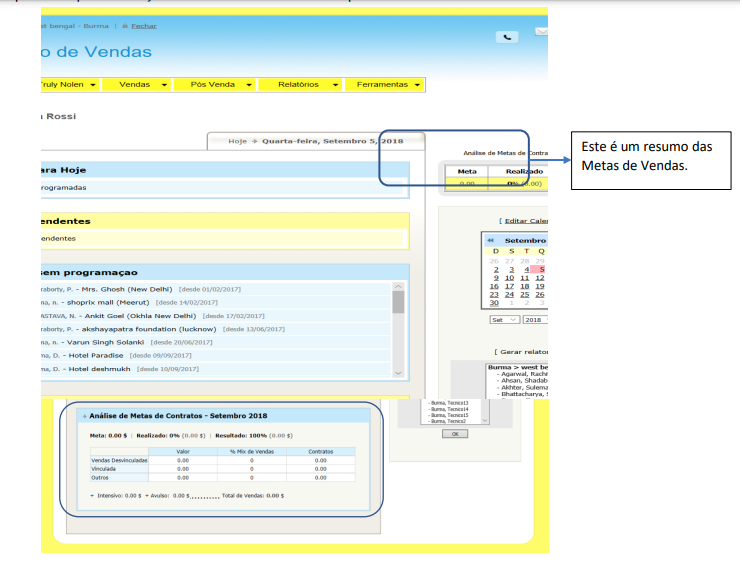 st bengal - Burma | Fechar
o de Vendas
Truly Nolen Vendas Pós Venda Relatórios Ferramentas
Rossi
Hoje Quarta-feira, Setembro 5, 2018
ara Hoje
rogramadas
endentes
endentes
sem programaçao
raborty, P. - Mrs. Ghosh (New Delhi) [desde 01/02/2017]
na, n. - shoprix mall (Meerut) [desde 14/02/2017]
ASTAVA, N. - Ankit Goel (Okhla New Delhi) [desde 17/02/2017]
raborty, P. - akshayapatra foundation (lucknow) [desde 13/06/2017]
na, n. - Varun Singh Solanki [desde 20/06/2017]
na, D. - Hotel Paradise [desde 09/09/2017]
na, D. - Hotel deshmukh [desde 10/09/2017]
Análise de Metas de Contra
Meta Realizado
0.00 0% (0.00)
Este é um resumo das
Metas de Vendas.
[ Editar Calen
Setembro
D S T Q
26 27 28 29
2 3 4 5
9 10 11 12
16 17 18 19
23 24 25 26
30 1 2 3
Set 2018
[ Gerar relator
Burma > west be
- Agarwal, Rachi
- Ahsan, Shadab
- Akhter, Sulema
- Bhattacharya, S
- Burma, Tecnico13
- Burma, Tecnico14
- Burma, Tecnico15
- Burma, Tecnico2
OK
Análise de Metas de Contratos - Setembro 2018
Meta: 0.00 $ | Realizado: 0% (0.00 $) | Resultado: 100% (0.00 $)
Valor % Mix de Vendas Contratos
Vendas Desvinculadas 0.00 0 0.00
Vinculada 0.00 0 0.00
Outros 0.00 0 0.00
+ Intensivo: 0.00 $ + Avulso: 0.00 $ ........... Total de Vendas: 0.00 $